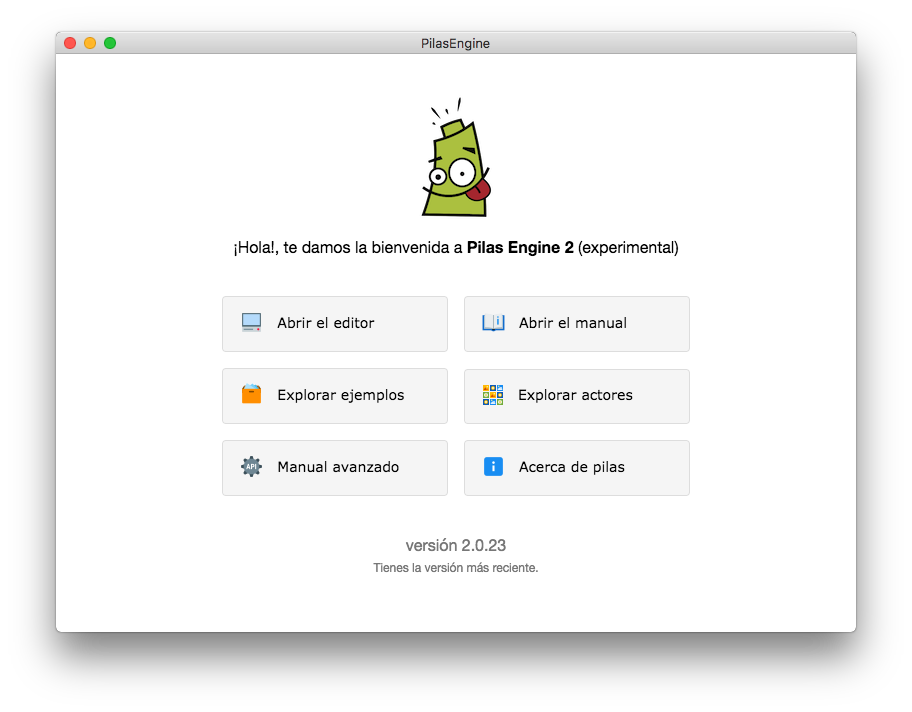 PilasEngine
¡Hola!, te damos la bienvenida a Pilas Engine 2 (experimental)
Abrir el editor
Abrir el manual
Explorar ejemplos
Explorar actores
API
Manual avanzado
i
Acerca de pilas
versión 2.0.23
Tienes la versión más reciente.